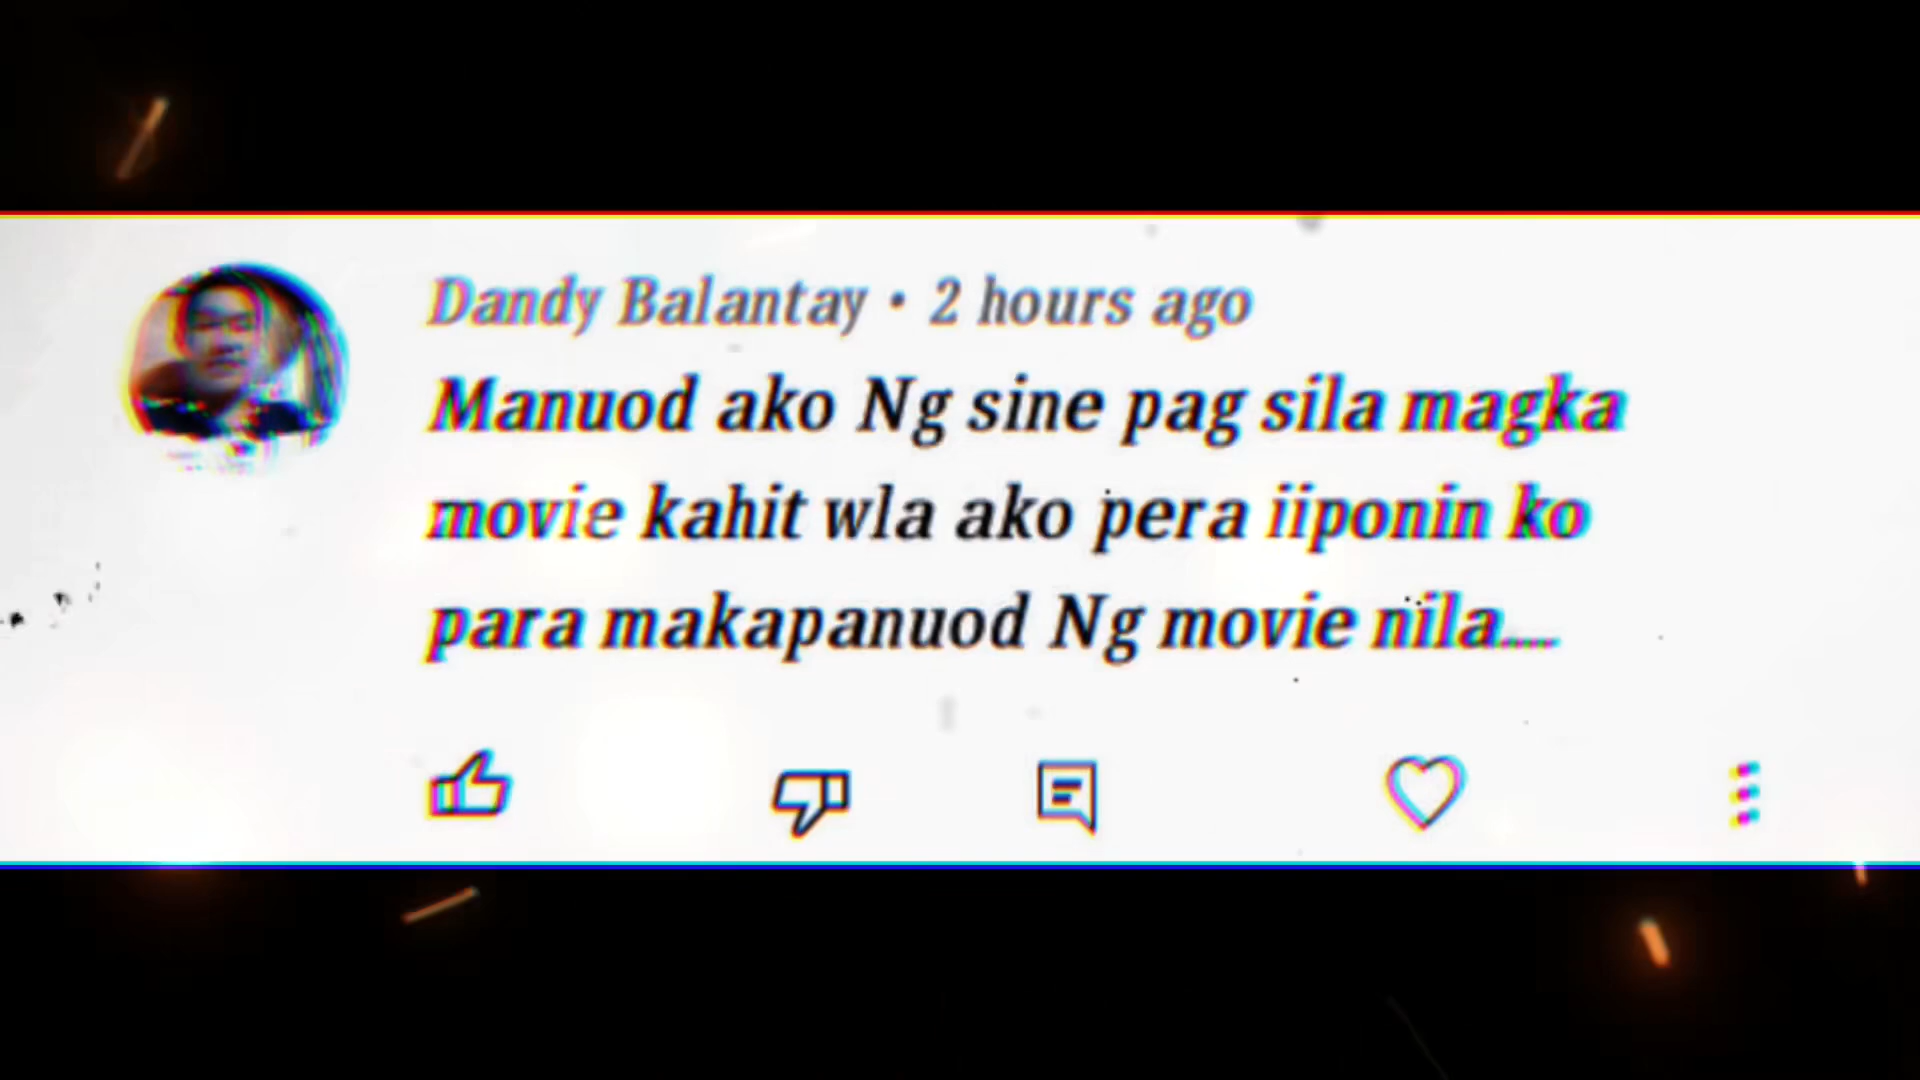 Dandy Balantay • 2 hours ago
Manuod ako Ng sine pag sila magka
movie kahit wla ako pera iiponin ko
para makapanuod Ng movie nila....